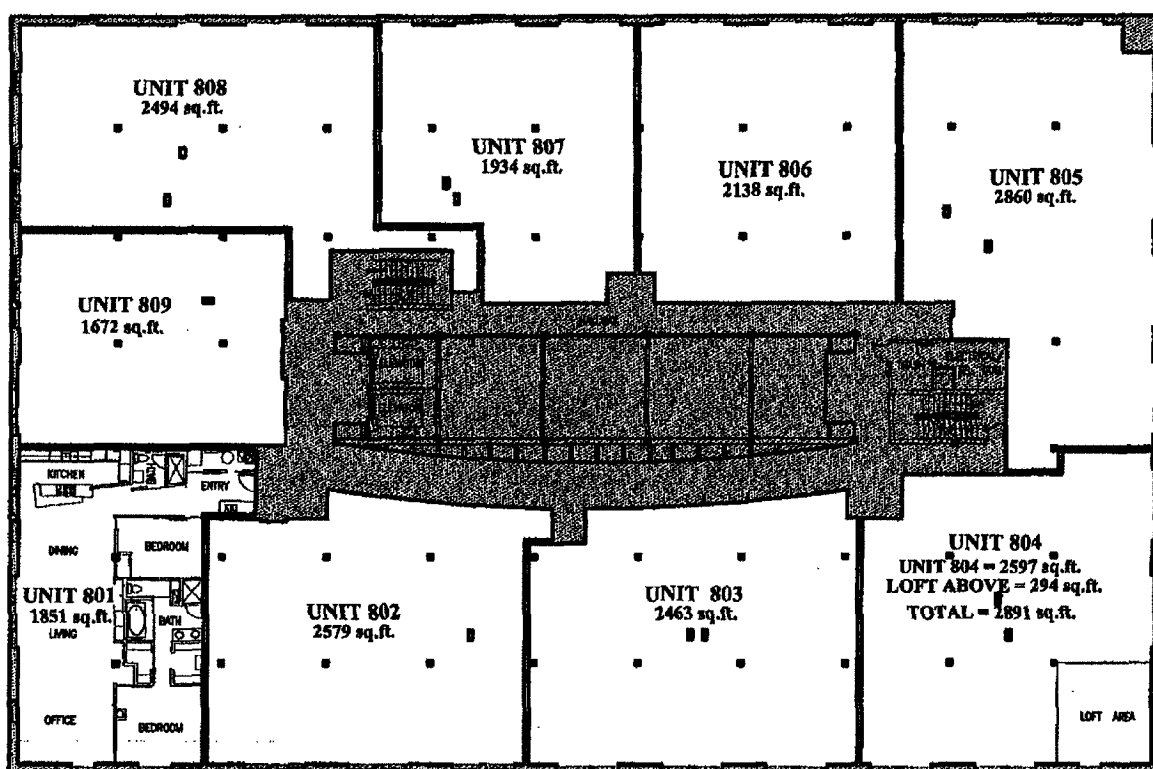 UNIT 808
2494 sq.ft.
UNIT 807
1934 sq.ft.
UNIT 806
2138 sq.ft.
UNIT 805
2860 sq.ft.
UNIT 809
1672 sq.ft.
KITCHEN
ENTRY
DINING
BEDROOM
UNIT 801
1851 sq.ft.
LIVING
BATH
OFFICE
BEDROOM
UNIT 802
2579 sq.ft.
UNIT 803
2463 sq.ft.
UNIT 804
UNIT 804 = 2597 sq.ft.
LOFT ABOVE = 294 sq.ft.
TOTAL = 2891 sq.ft.
LOFT AREA